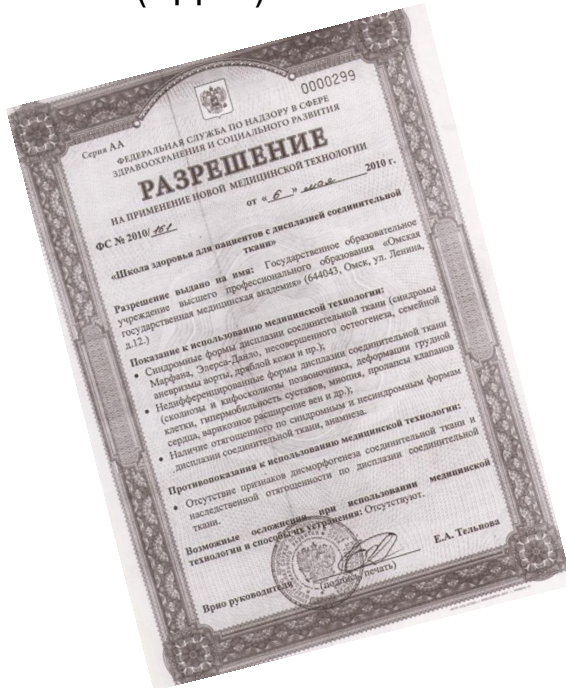 0000299
Серия АА
ФЕДЕРАЛЬНАЯ СЛУЖБА ПО НАДЗОРУ В СФЕРЕ
ЗДРАВООХРАНЕНИЯ И СОЦИАЛЬНОГО РАЗВИТИЯ
РАЗРЕШЕНИЕ
НА ПРИМЕНЕНИЕ НОВОЙ МЕДИЦИНСКОЙ ТЕХНОЛОГИИ
от « 6 » мая 2010 г.
ФС № 2010/161
«Школа здоровья для пациентов с дисплазией соединительной
ткани»
Разрешение выдано на имя: Государственное образовательное
учреждение высшего профессионального образования «Омская
государственная медицинская академия» (644043, Омск, ул. Ленина,
д.12.)
Показание к использованию медицинской технологии:
• Синдромные формы дисплазии соединительной ткани (синдромы
Марфана, Элерса-Данло, несовершенного остеогенеза, семейной
аневризмы аорты, дряблой кожи и пр.);
• Недифференцированные формы дисплазии соединительной ткани
(сколиозы и кифосколиозы позвоночника, деформации грудной
клетки, гипермобильность суставов, миопия, пролапсы клапанов
сердца, варикозное расширение вен и др.);
• Наличие отягощенного по синдромным и несиндромным формам
дисплазии соединительной ткани, анамнеза.
Противопоказания к использованию медицинской технологии:
• Отсутствие признаков дисморфогенеза соединительной ткани и
наследственной отягощенности по дисплазии соединительной
ткани.
Возможные осложнения при использовании медицинской
технологии и способы их устранения: Отсутствуют.
Врио руководителя (подпись, печать) Е.А. Тельнова